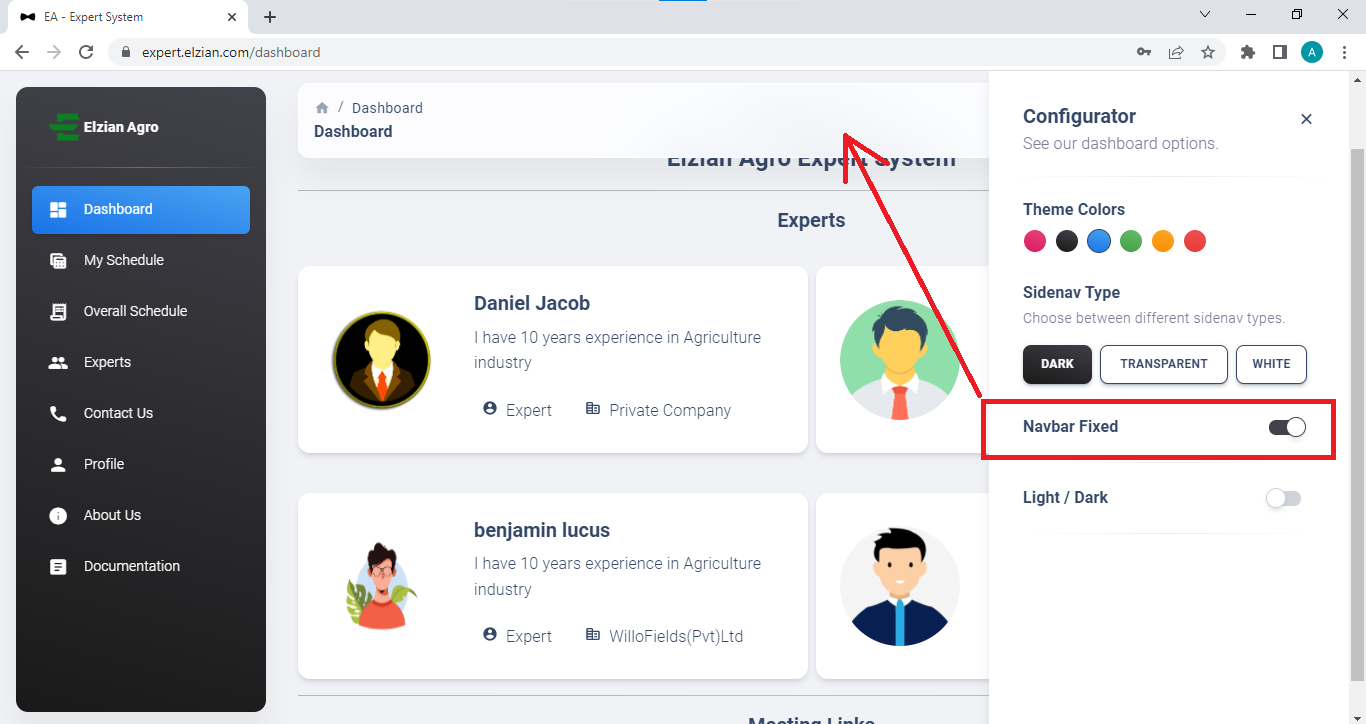 EA - Expert System
expert.elzian.com/dashboard
A
Elzian Agro
Dashboard
My Schedule
Overall Schedule
Experts
Contact Us
Profile
About Us
Documentation
/ Dashboard
Dashboard
Elzian Agro Expert System
Experts
Daniel Jacob
I have 10 years experience in Agriculture
industry
Expert Private Company
benjamin lucus
I have 10 years experience in Agriculture
industry
Expert WilloFields(Pvt)Ltd
Meeting Links
Configurator
See our dashboard options.
Theme Colors
Sidenav Type
Choose between different sidenav types.
DARK TRANSPARENT WHITE
Navbar Fixed
Light / Dark